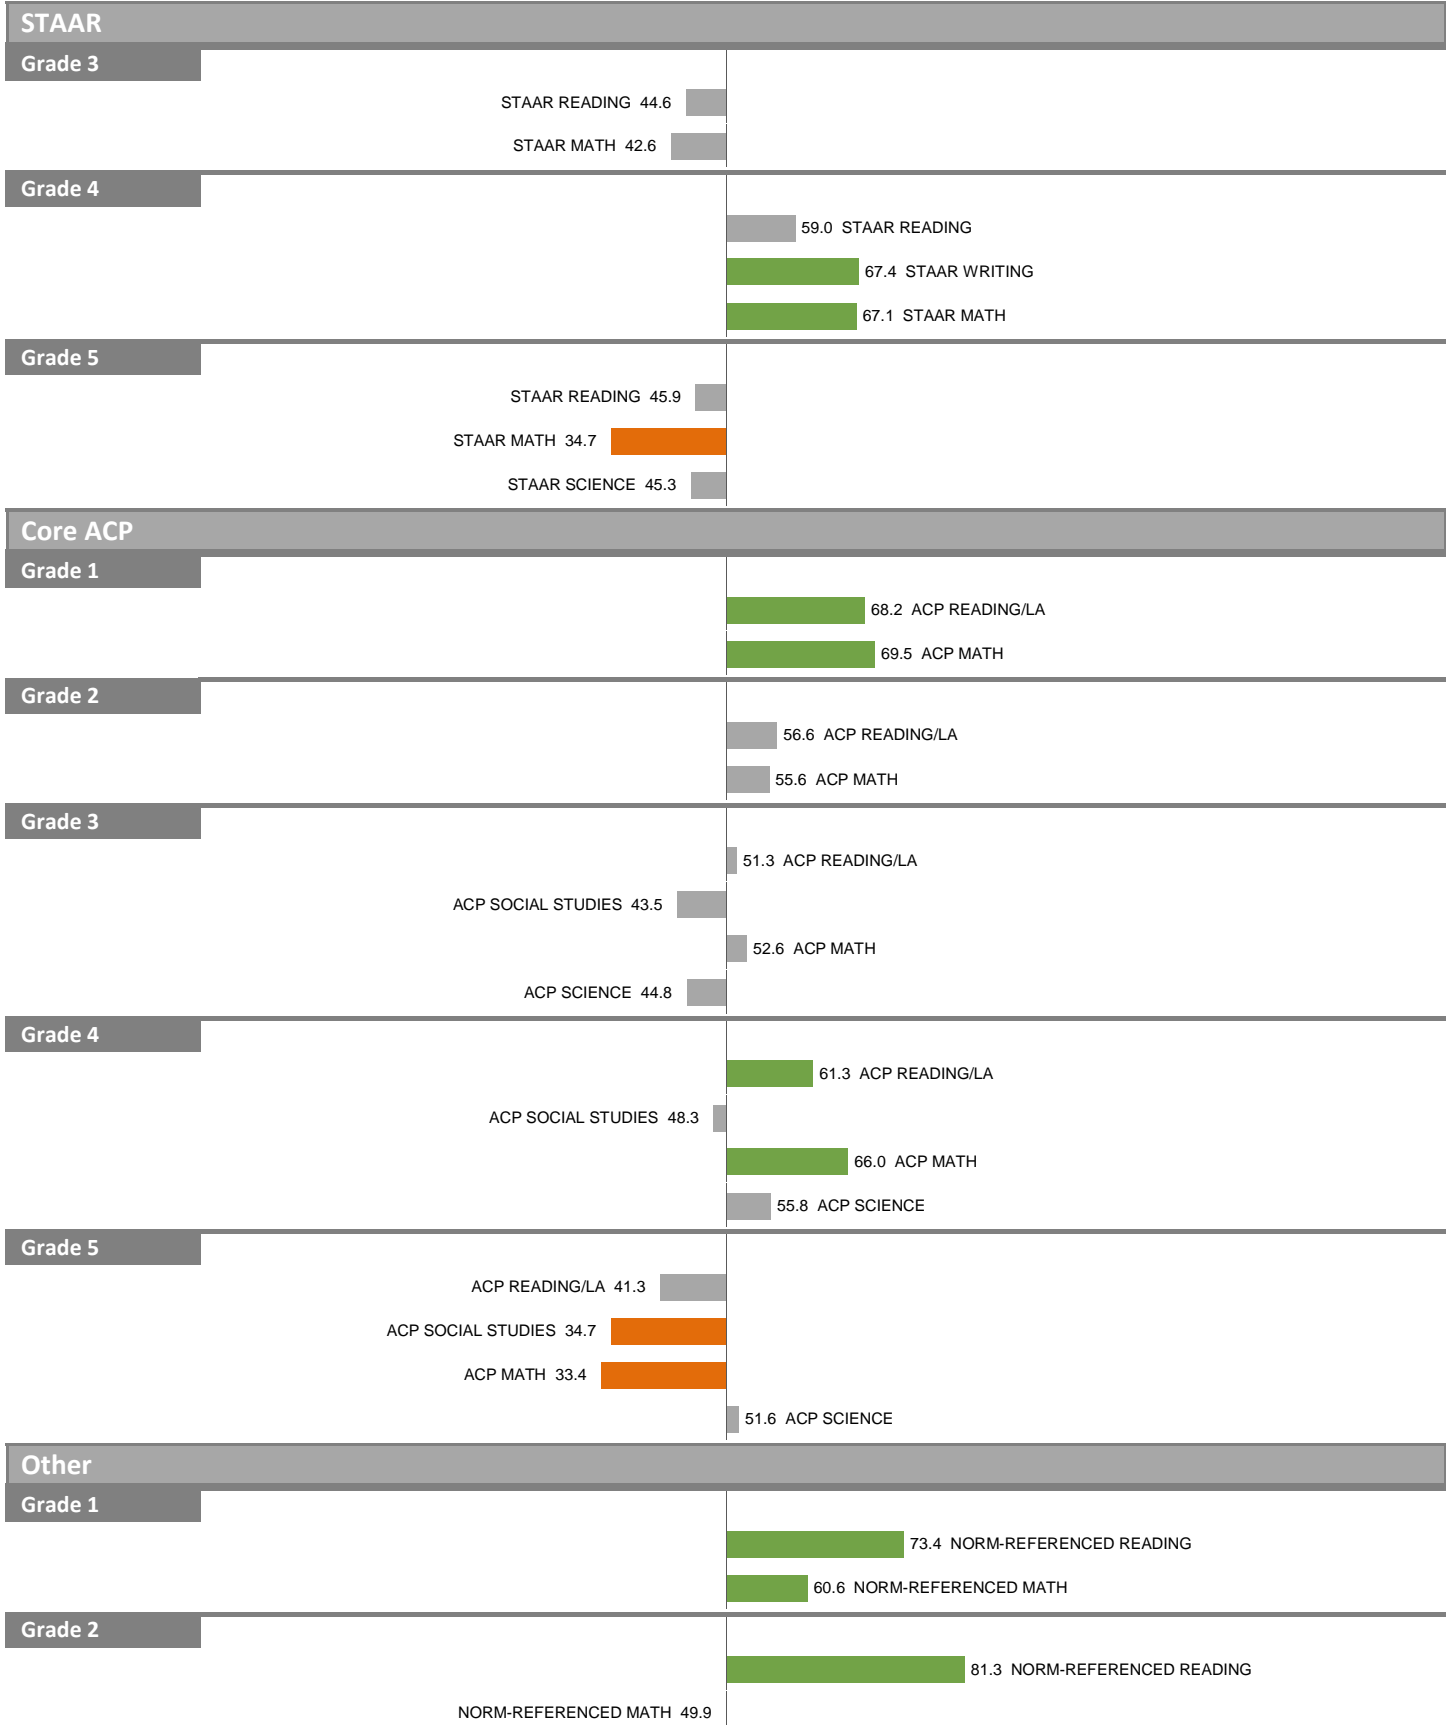 STAAR
Grade 3
STAAR READING 44.6
STAAR MATH 42.6
Grade 4
59.0 STAAR READING
67.4 STAAR WRITING
67.1 STAAR MATH
Grade 5
STAAR READING 45.9
STAAR MATH 34.7
STAAR SCIENCE 45.3
Core ACP
Grade 1
68.2 ACP READING/LA
69.5 ACP MATH
Grade 2
56.6 ACP READING/LA
55.6 ACP MATH
Grade 3
51.3 ACP READING/LA
ACP SOCIAL STUDIES 43.5
52.6 ACP MATH
ACP SCIENCE 44.8
Grade 4
61.3 ACP READING/LA
ACP SOCIAL STUDIES 48.3
66.0 ACP MATH
55.8 ACP SCIENCE
Grade 5
ACP READING/LA 41.3
ACP SOCIAL STUDIES 34.7
ACP MATH 33.4
51.6 ACP SCIENCE
Other
Grade 1
73.4 NORM-REFERENCED READING
60.6 NORM-REFERENCED MATH
Grade 2
81.3 NORM-REFERENCED READING
NORM-REFERENCED MATH 49.9